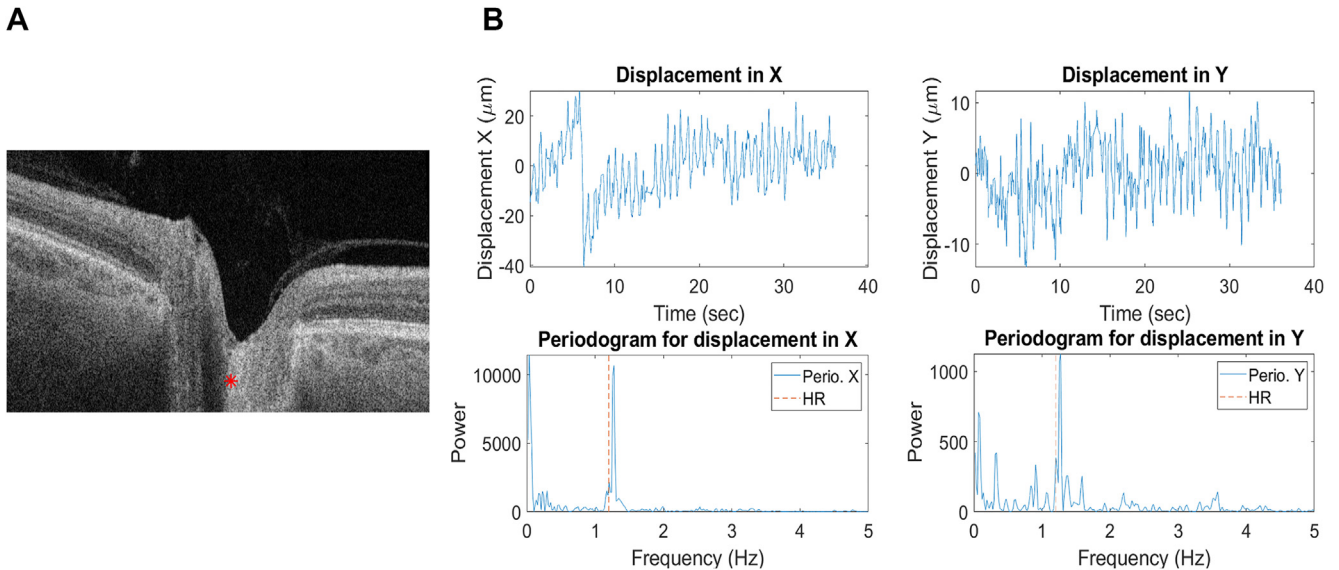 A
B
Displacement in X
Displacement X (μm)
20
0
-20
-40
0 10 20 30 40
Time (sec)
Displacement in Y
Displacement Y (μm)
10
0
-10
0 10 20 30 40
Time (sec)
Periodogram for displacement in X
Power
10000
5000
0
Perio. X
HR
0 1 2 3 4 5
Frequency (Hz)
Periodogram for displacement in Y
Power
1000
500
0
Perio. Y
HR
0 1 2 3 4 5
Frequency (Hz)